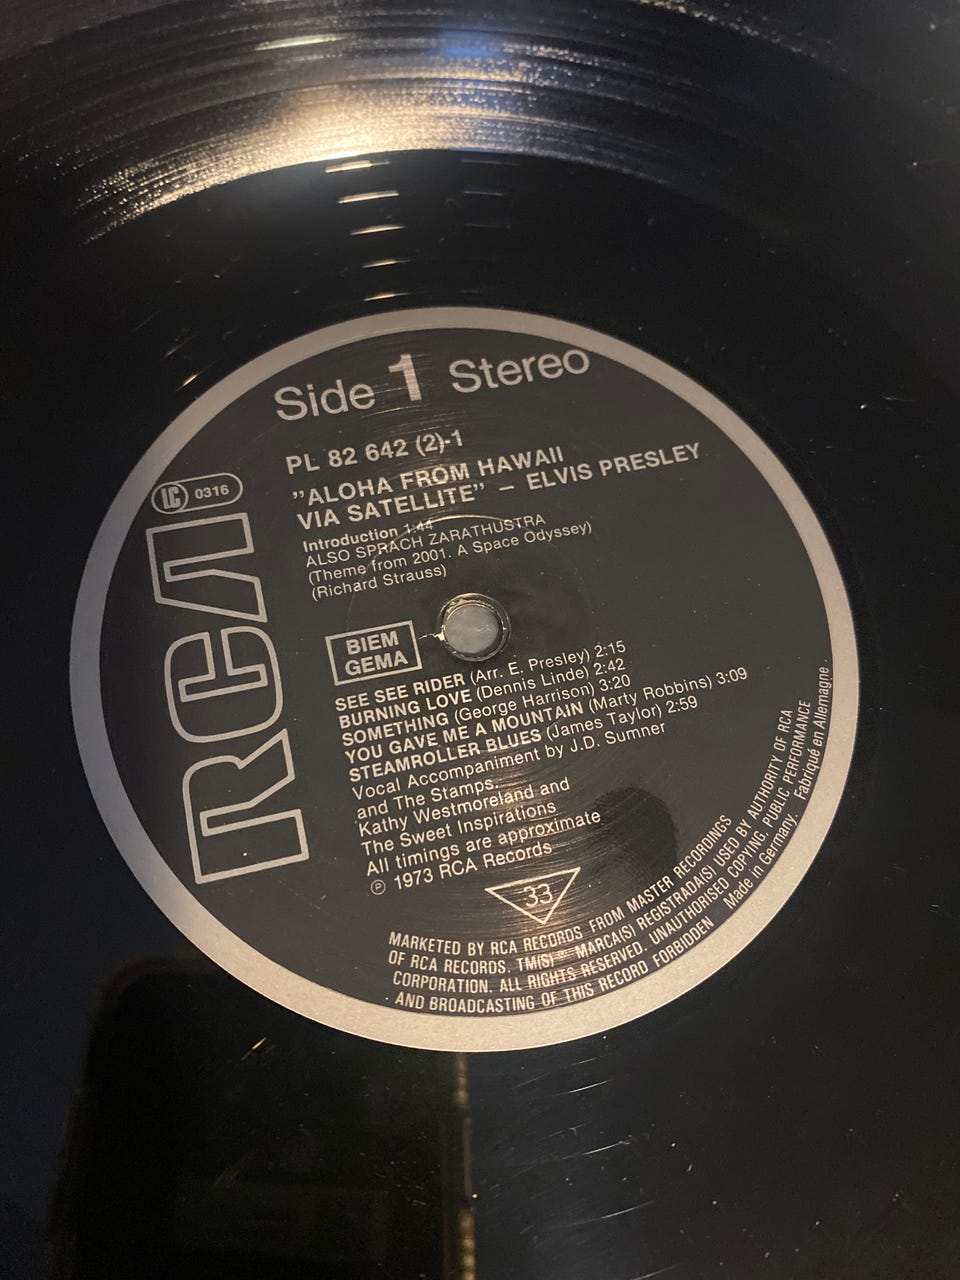 Side 1 Stereo
PL 82 642 (2)-1
"ALOHA FROM HAWAII
VIA SATELLITE" – ELVIS PRESLEY
LC 0316
Introduction 1:44
ALSO SPRACH ZARATHUSTRA
(Theme from 2001. A Space Odyssey)
(Richard Strauss)
RCA
BIEM
GEMA
SEE SEE RIDER (Arr. E. Presley) 2:15
BURNING LOVE (Dennis Linde) 2:42
SOMETHING (George Harrison) 3:20
YOU GAVE ME A MOUNTAIN (Marty Robbins) 3:09
STEAMROLLER BLUES (James Taylor) 2:59
Vocal Accompaniment by J.D. Sumner
and The Stamps.
Kathy Westmoreland and
The Sweet Inspirations
All timings are approximate
℗ 1973 RCA Records
33
MARKETED BY RCA RECORDS FROM MASTER RECORDINGS
OF RCA RECORDS. TM(S) – MARCA(S) REGISTRADA(S) USED BY AUTHORITY OF RCA
CORPORATION. ALL RIGHTS RESERVED. UNAUTHORISED COPYING, PUBLIC PERFORMANCE
AND BROADCASTING OF THIS RECORD FORBIDDEN Made in Germany. Fabriqué en Allemagne.